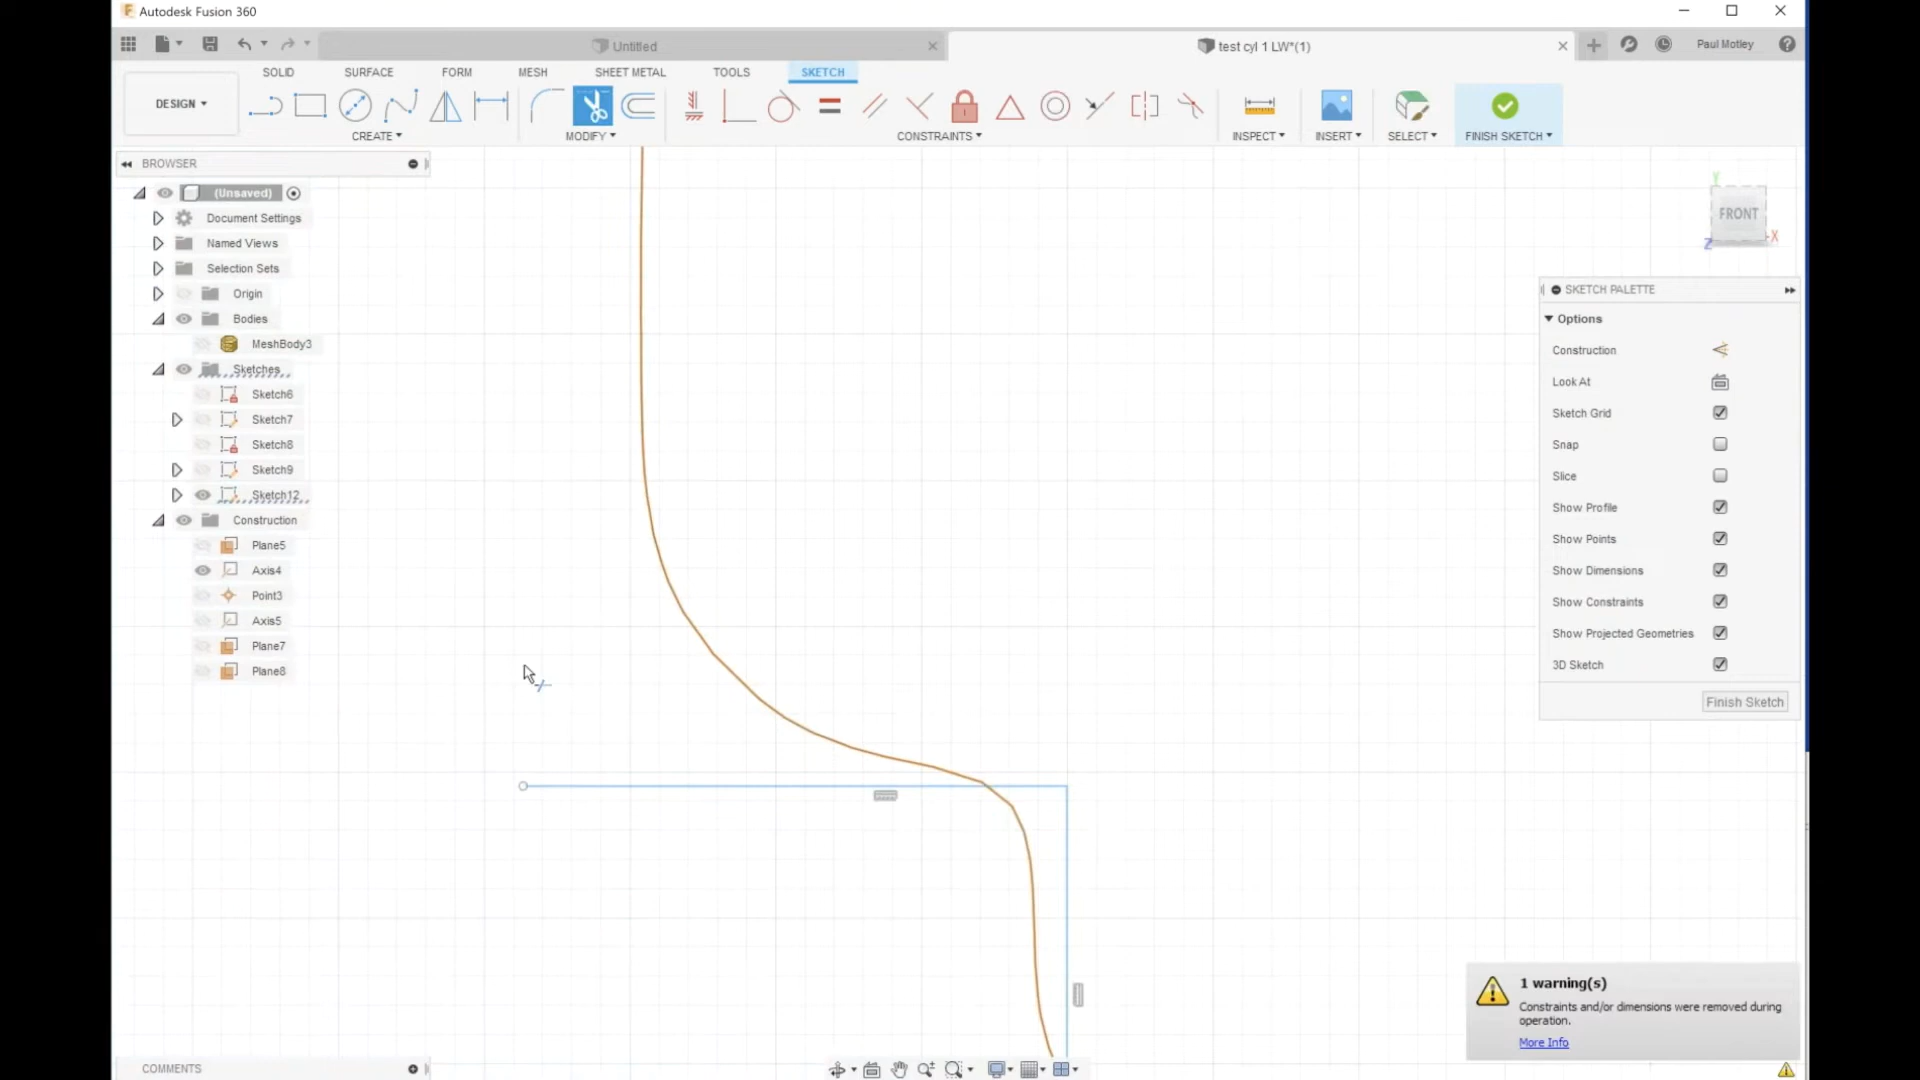 Autodesk Fusion 360
Untitled
test cyl 1 LW*(1)
Paul Motley
SOLID
SURFACE
FORM
MESH
SHEET METAL
TOOLS
SKETCH
DESIGN
CREATE
MODIFY
CONSTRAINTS
INSPECT
INSERT
SELECT
FINISH SKETCH
BROWSER
(Unsaved)
Document Settings
Named Views
Selection Sets
Origin
Bodies
MeshBody3
Sketches
Sketch6
Sketch7
Sketch8
Sketch9
Sketch12
Construction
Plane5
Axis4
Point3
Axis5
Plane7
Plane8
Y
FRONT
Z
X
SKETCH PALETTE
Options
Construction
Look At
Sketch Grid
Snap
Slice
Show Profile
Show Points
Show Dimensions
Show Constraints
Show Projected Geometries
3D Sketch
Finish Sketch
1 warning(s)
Constraints and/or dimensions were removed during
operation.
More Info
COMMENTS